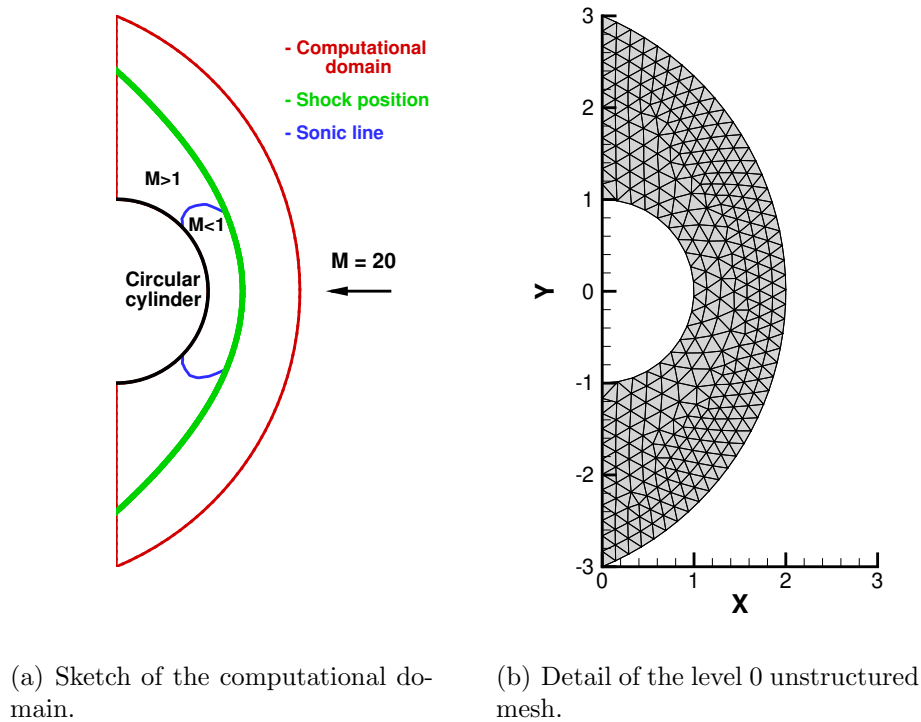 - Computational
domain
- Shock position
- Sonic line
M>1
M<1
M = 20
Circular
cylinder
3
2
1
0
-1
-2
-3
Y
0 1 2 3
X
(a) Sketch of the computational do-
main.
(b) Detail of the level 0 unstructured
mesh.